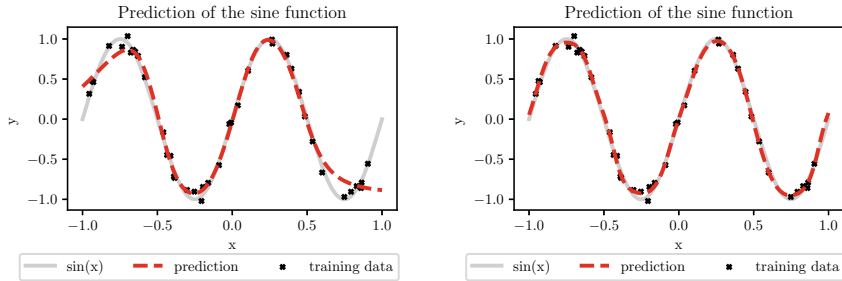 Prediction of the sine function
1.0
0.5
0.0
−0.5
−1.0
y
−1.0 −0.5 0.0 0.5 1.0
x
sin(x) prediction training data
Prediction of the sine function
1.0
0.5
0.0
−0.5
−1.0
y
−1.0 −0.5 0.0 0.5 1.0
x
sin(x) prediction training data